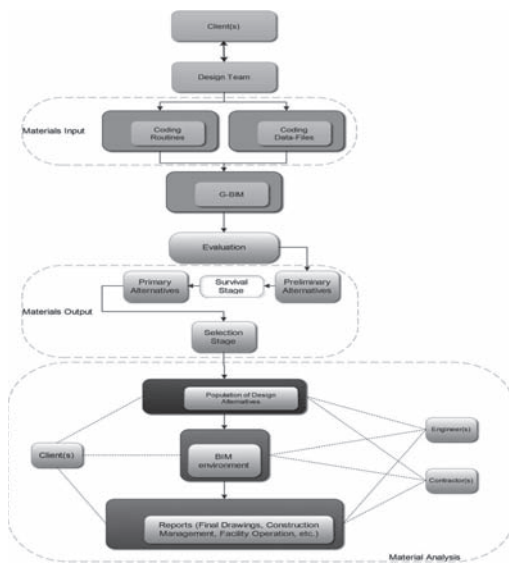 Client(s)
Design Team
Materials Input
Coding
Routines
Coding
Data-Files
G-BIM
Evaluation
Primary
Alternatives
Survival
Stage
Preliminary
Alternatives
Materials Output
Selection
Stage
Population of Design
Alternatives
Client(s)
BIM
environment
Engineer(s)
Contractor(s)
Reports (Final Drawings, Construction
Management, Facility Operation, etc.)
Material Analysis